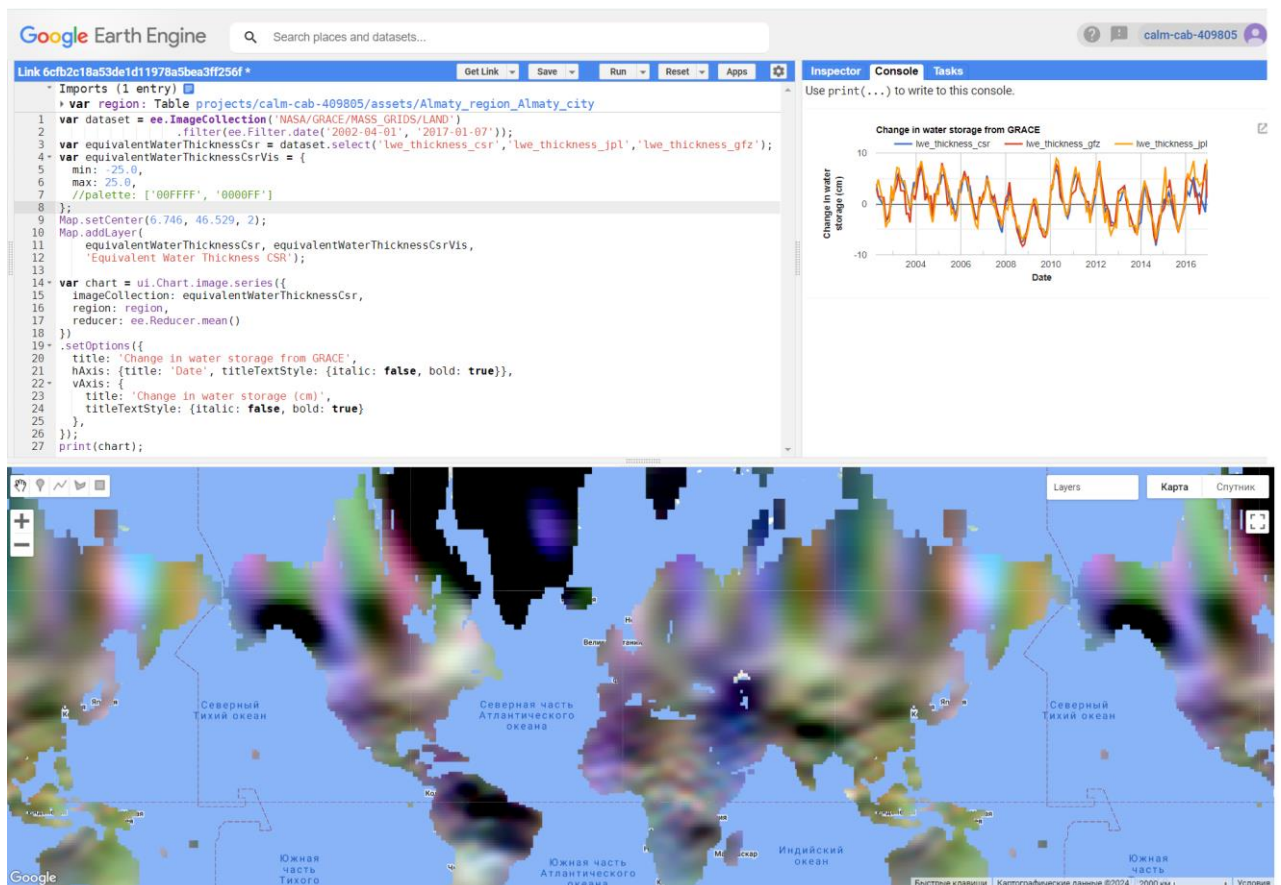 Google Earth Engine
Search places and datasets...
calm-cab-409805
Link 6cfb2c18a53de1d11978a5bea3ff256f *
Get Link
Save
Run
Reset
Apps
Imports (1 entry)
var region: Table projects/calm-cab-409805/assets/Almaty_region_Almaty_city
1 var dataset = ee.ImageCollection('NASA/GRACE/MASS_GRIDS/LAND')
2 .filter(ee.Filter.date('2002-04-01', '2017-01-07'));
3 var equivalentWaterThicknessCsr = dataset.select('lwe_thickness_csr','lwe_thickness_jpl','lwe_thickness_gfz');
4 var equivalentWaterThicknessCsrVis = {
5 min: -25.0,
6 max: 25.0,
7 //palette: ['00FFFF', '0000FF']
8 };
9 Map.setCenter(6.746, 46.529, 2);
10 Map.addLayer(
11 equivalentWaterThicknessCsr, equivalentWaterThicknessCsrVis,
12 'Equivalent Water Thickness CSR');
13
14 var chart = ui.Chart.image.series({
15 imageCollection: equivalentWaterThicknessCsr,
16 region: region,
17 reducer: ee.Reducer.mean()
18 })
19 .setOptions({
20 title: 'Change in water storage from GRACE',
21 hAxis: {title: 'Date', titleTextStyle: {italic: false, bold: true}},
22 vAxis: {
23 title: 'Change in water storage (cm)',
24 titleTextStyle: {italic: false, bold: true}
25 },
26 });
27 print(chart);
Inspector
Console
Tasks
Use print(...) to write to this console.
Change in water storage from GRACE
lwe_thickness_csr
lwe_thickness_gfz
lwe_thickness_jpl
Change in water
storage (cm)
10
0
-10
2004
2006
2008
2010
2012
2014
2016
Date
Layers
Карта
Спутник
Северный
Тихий океан
Северная часть
Атлантического
океана
Северный
Тихий океан
Южная
часть
Тихого
Южная часть
Атлантического
океана
Индийский
океан
Южная
часть
Google
Быстрые клавиши
Картографические данные ©2024
2000 км
Условия